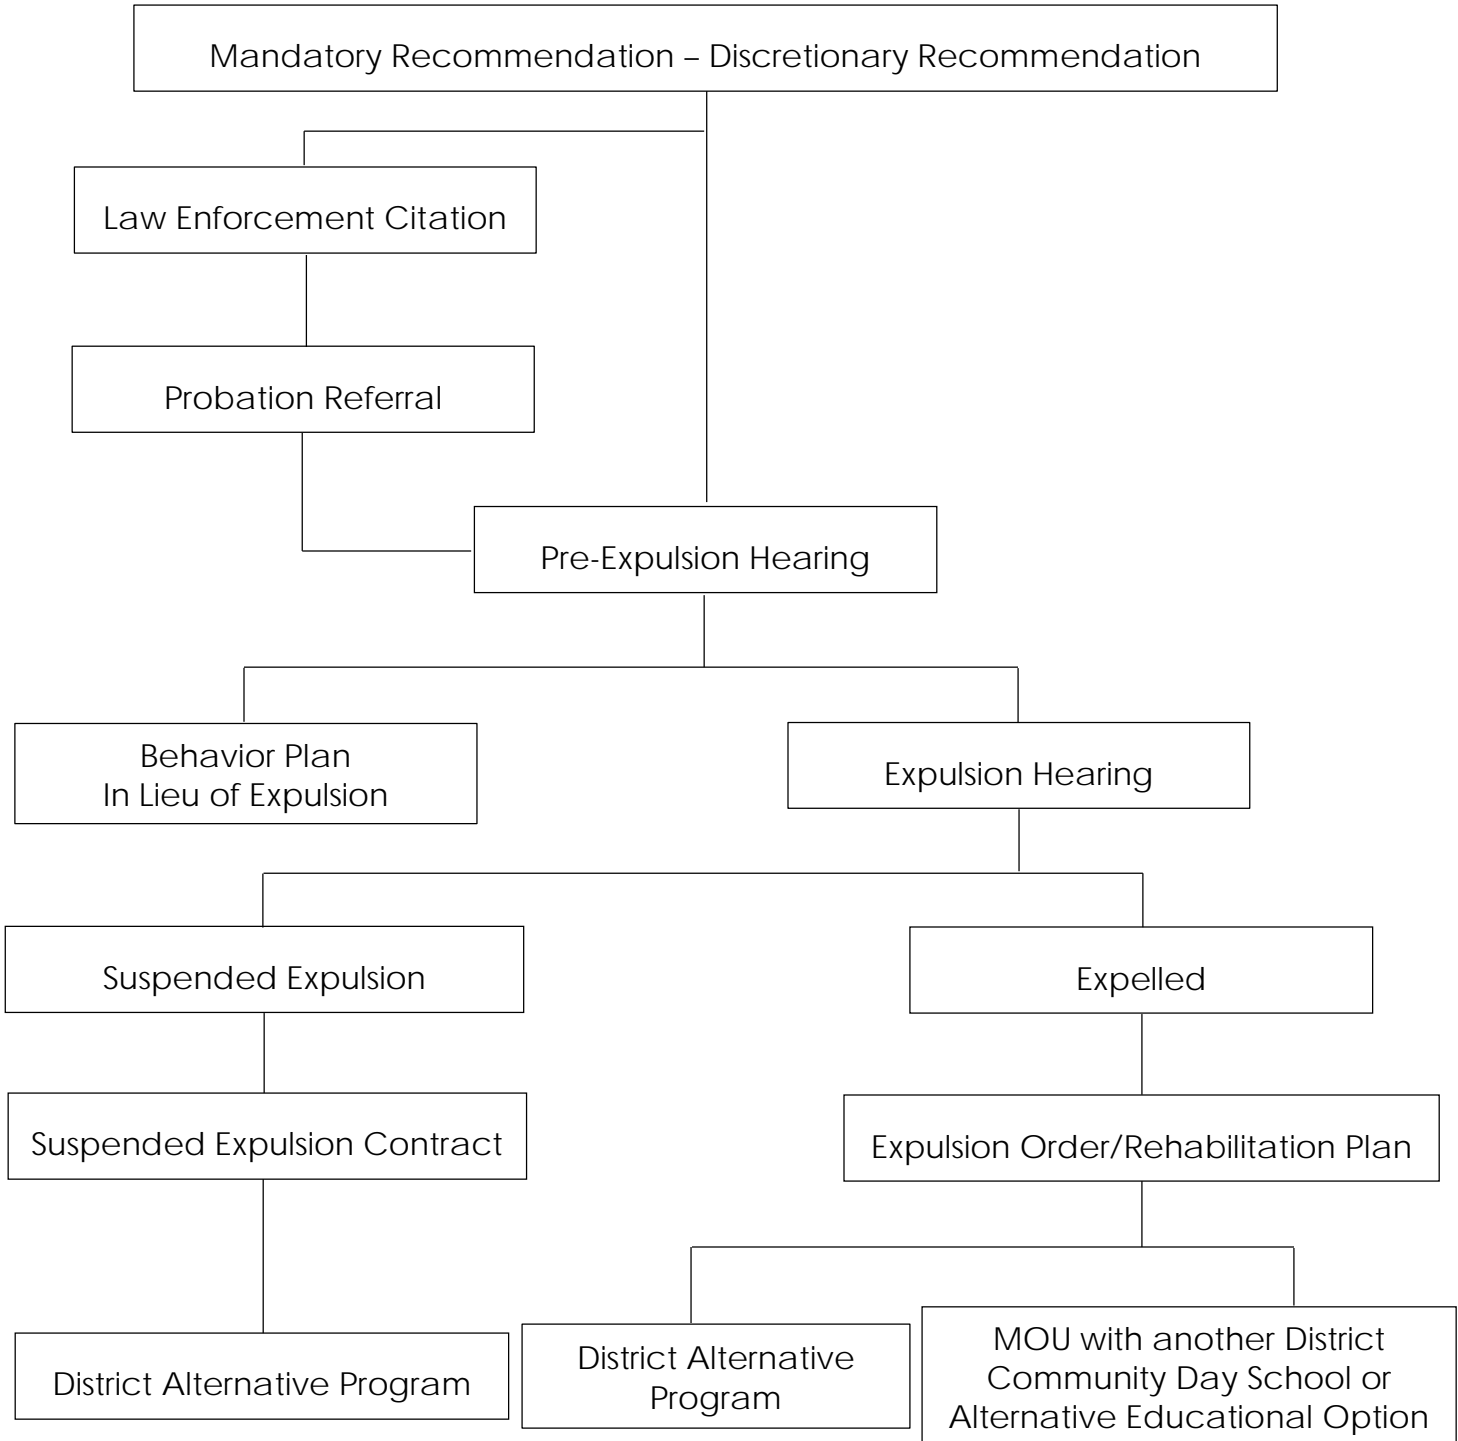 Mandatory Recommendation – Discretionary Recommendation
Law Enforcement Citation
Probation Referral
Pre-Expulsion Hearing
Behavior Plan
In Lieu of Expulsion
Expulsion Hearing
Suspended Expulsion
Expelled
Suspended Expulsion Contract
Expulsion Order/Rehabilitation Plan
District Alternative Program
District Alternative
Program
MOU with another District
Community Day School or
Alternative Educational Option